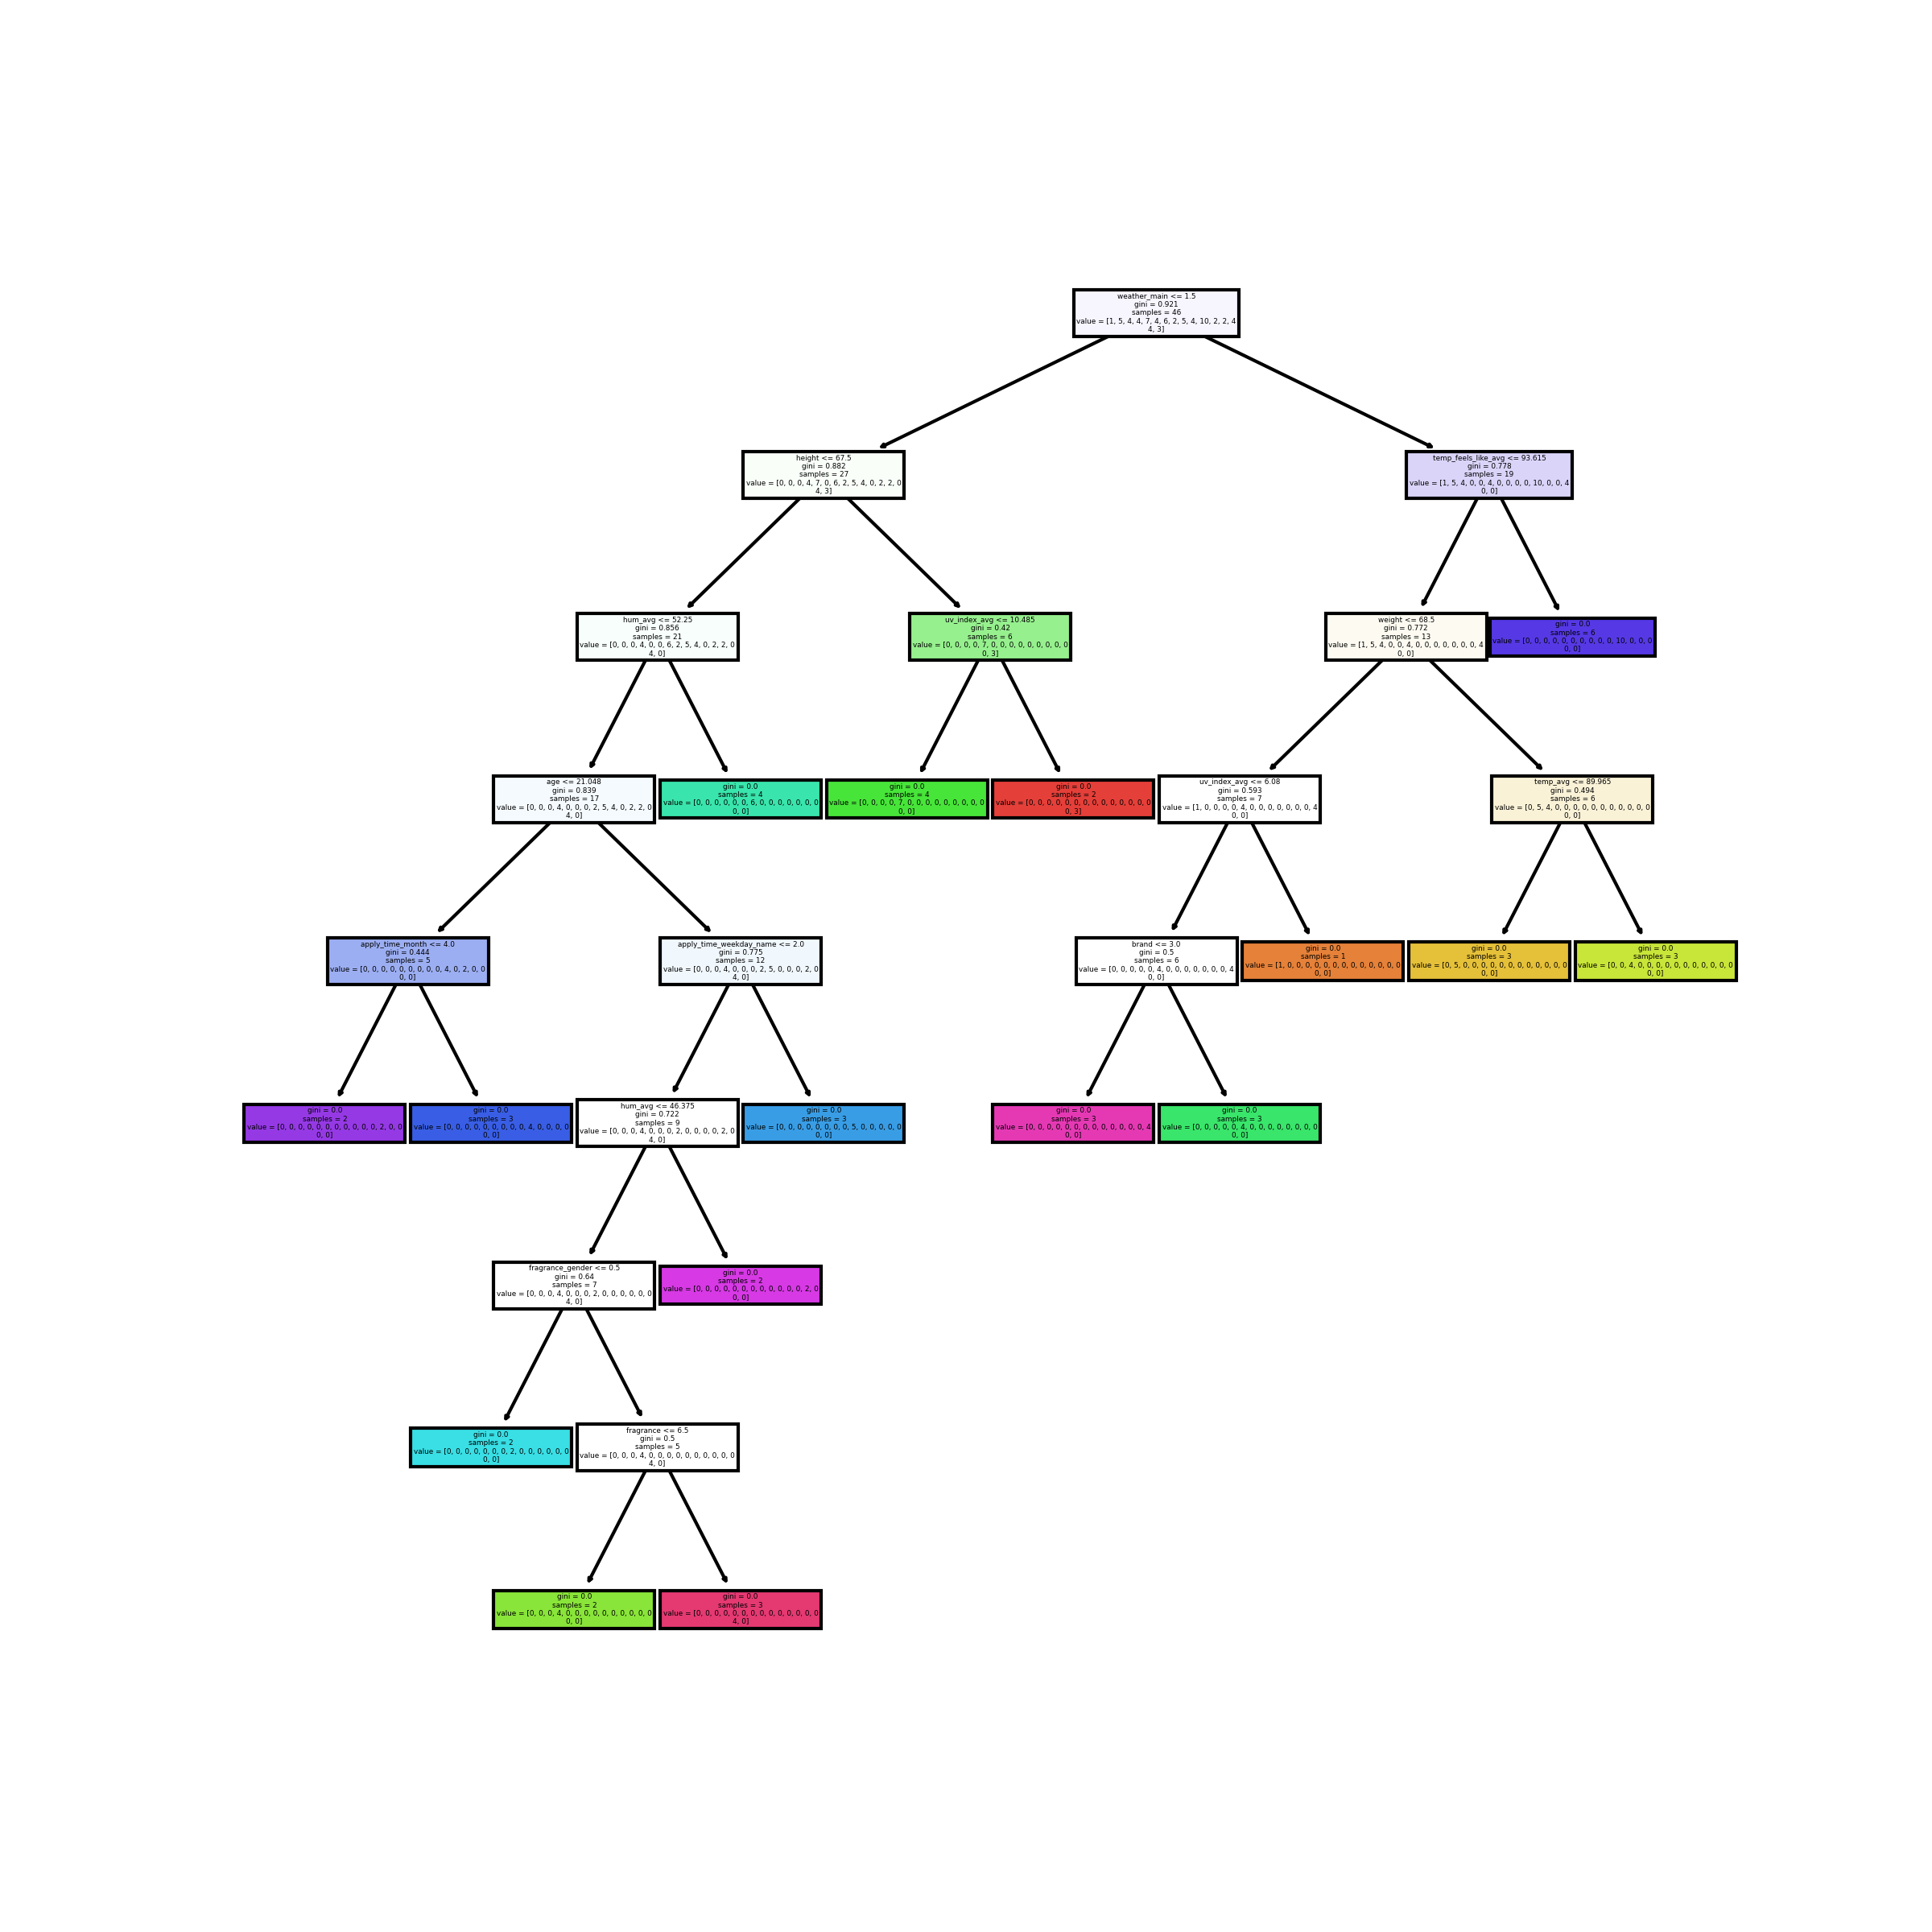 weather_main <= 1.5
gini = 0.921
samples = 46
value = [1, 5, 4, 4, 7, 4, 6, 2, 5, 4, 10, 2, 2, 4
4, 3]
height <= 67.5
gini = 0.882
samples = 27
value = [0, 0, 0, 4, 7, 0, 6, 2, 5, 4, 0, 2, 2, 0
4, 3]
temp_feels_like_avg <= 93.615
gini = 0.778
samples = 19
value = [1, 5, 4, 0, 0, 4, 0, 0, 0, 0, 10, 0, 0, 4
0, 0]
hum_avg <= 52.25
gini = 0.856
samples = 21
value = [0, 0, 0, 4, 0, 0, 6, 2, 5, 4, 0, 2, 2, 0
4, 0]
uv_index_avg <= 10.485
gini = 0.42
samples = 6
value = [0, 0, 0, 0, 7, 0, 0, 0, 0, 0, 0, 0, 0, 0
0, 3]
weight <= 68.5
gini = 0.772
samples = 13
value = [1, 5, 4, 0, 0, 4, 0, 0, 0, 0, 0, 0, 0, 4
0, 0]
gini = 0.0
samples = 6
value = [0, 0, 0, 0, 0, 0, 0, 0, 0, 0, 10, 0, 0, 0
0, 0]
age <= 21.048
gini = 0.839
samples = 17
value = [0, 0, 0, 4, 0, 0, 0, 2, 5, 4, 0, 2, 2, 0
4, 0]
gini = 0.0
samples = 4
value = [0, 0, 0, 0, 0, 0, 6, 0, 0, 0, 0, 0, 0, 0
0, 0]
gini = 0.0
samples = 4
value = [0, 0, 0, 0, 7, 0, 0, 0, 0, 0, 0, 0, 0, 0
0, 0]
gini = 0.0
samples = 2
value = [0, 0, 0, 0, 0, 0, 0, 0, 0, 0, 0, 0, 0, 0
0, 3]
uv_index_avg <= 6.08
gini = 0.593
samples = 7
value = [1, 0, 0, 0, 0, 4, 0, 0, 0, 0, 0, 0, 0, 4
0, 0]
temp_avg <= 89.965
gini = 0.494
samples = 6
value = [0, 5, 4, 0, 0, 0, 0, 0, 0, 0, 0, 0, 0, 0
0, 0]
apply_time_month <= 4.0
gini = 0.444
samples = 5
value = [0, 0, 0, 0, 0, 0, 0, 0, 0, 4, 0, 2, 0, 0
0, 0]
apply_time_weekday_name <= 2.0
gini = 0.775
samples = 12
value = [0, 0, 0, 4, 0, 0, 0, 2, 5, 0, 0, 0, 2, 0
4, 0]
brand <= 3.0
gini = 0.5
samples = 6
value = [0, 0, 0, 0, 0, 4, 0, 0, 0, 0, 0, 0, 0, 4
0, 0]
gini = 0.0
samples = 1
value = [1, 0, 0, 0, 0, 0, 0, 0, 0, 0, 0, 0, 0, 0
0, 0]
gini = 0.0
samples = 3
value = [0, 5, 0, 0, 0, 0, 0, 0, 0, 0, 0, 0, 0, 0
0, 0]
gini = 0.0
samples = 3
value = [0, 0, 4, 0, 0, 0, 0, 0, 0, 0, 0, 0, 0, 0
0, 0]
gini = 0.0
samples = 2
value = [0, 0, 0, 0, 0, 0, 0, 0, 0, 0, 0, 2, 0, 0
0, 0]
gini = 0.0
samples = 3
value = [0, 0, 0, 0, 0, 0, 0, 0, 0, 4, 0, 0, 0, 0
0, 0]
hum_avg <= 46.375
gini = 0.722
samples = 9
value = [0, 0, 0, 4, 0, 0, 0, 2, 0, 0, 0, 0, 2, 0
4, 0]
gini = 0.0
samples = 3
value = [0, 0, 0, 0, 0, 0, 0, 0, 5, 0, 0, 0, 0, 0
0, 0]
gini = 0.0
samples = 3
value = [0, 0, 0, 0, 0, 0, 0, 0, 0, 0, 0, 0, 0, 4
0, 0]
gini = 0.0
samples = 3
value = [0, 0, 0, 0, 0, 4, 0, 0, 0, 0, 0, 0, 0, 0
0, 0]
fragrance_gender <= 0.5
gini = 0.64
samples = 7
value = [0, 0, 0, 4, 0, 0, 0, 2, 0, 0, 0, 0, 0, 0
4, 0]
gini = 0.0
samples = 2
value = [0, 0, 0, 0, 0, 0, 0, 0, 0, 0, 0, 0, 2, 0
0, 0]
gini = 0.0
samples = 2
value = [0, 0, 0, 0, 0, 0, 0, 2, 0, 0, 0, 0, 0, 0
0, 0]
fragrance <= 6.5
gini = 0.5
samples = 5
value = [0, 0, 0, 4, 0, 0, 0, 0, 0, 0, 0, 0, 0, 0
4, 0]
gini = 0.0
samples = 2
value = [0, 0, 0, 4, 0, 0, 0, 0, 0, 0, 0, 0, 0, 0
0, 0]
gini = 0.0
samples = 3
value = [0, 0, 0, 0, 0, 0, 0, 0, 0, 0, 0, 0, 0, 0
4, 0]